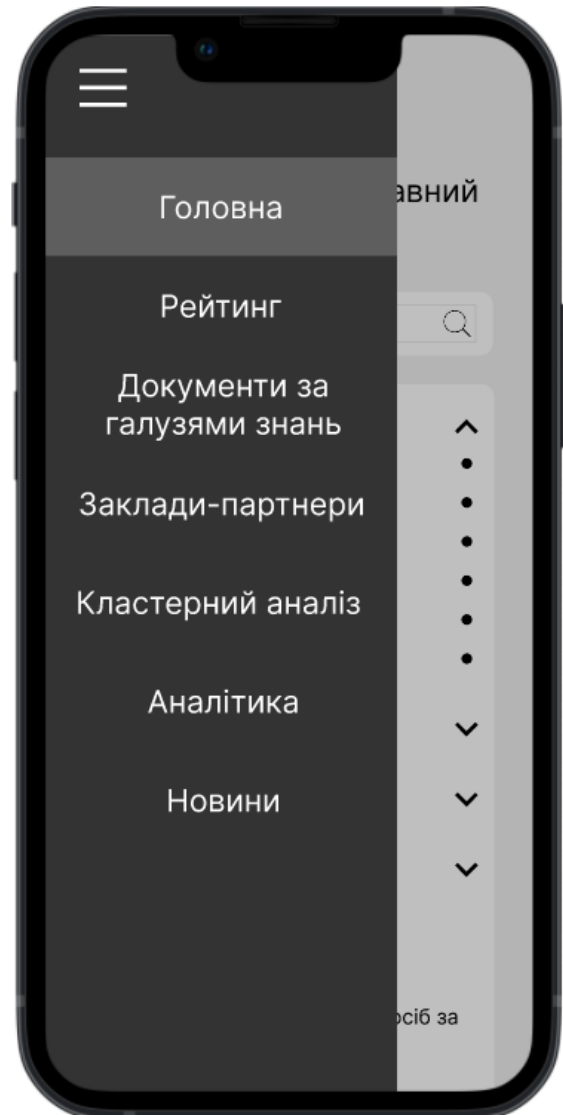 Головна
авний
Рейтинг
Документи за
галузями знань
Заклади-партнери
Кластерний аналіз
Аналітика
Новини
осіб за